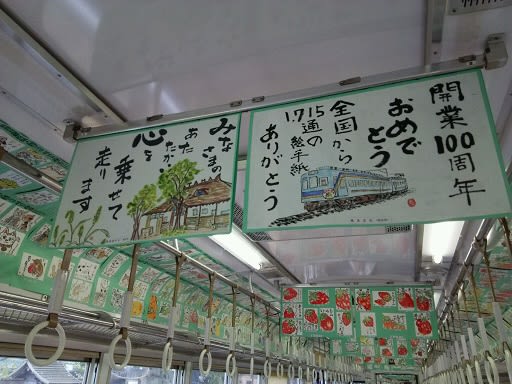 開業100周年
おめで
とう
全国から
1,715通の
絵手紙
ありがとう
みなさまの
あたたかい
心を
乗せて
走ります